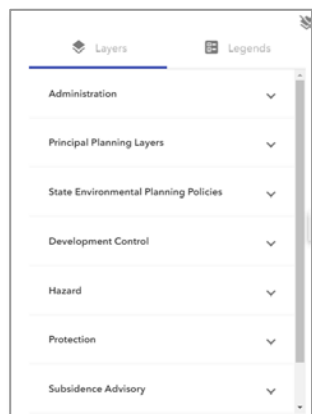 Layers Legends
Administration
Principal Planning Layers
State Environmental Planning Policies
Development Control
Hazard
Protection
Subsidence Advisory